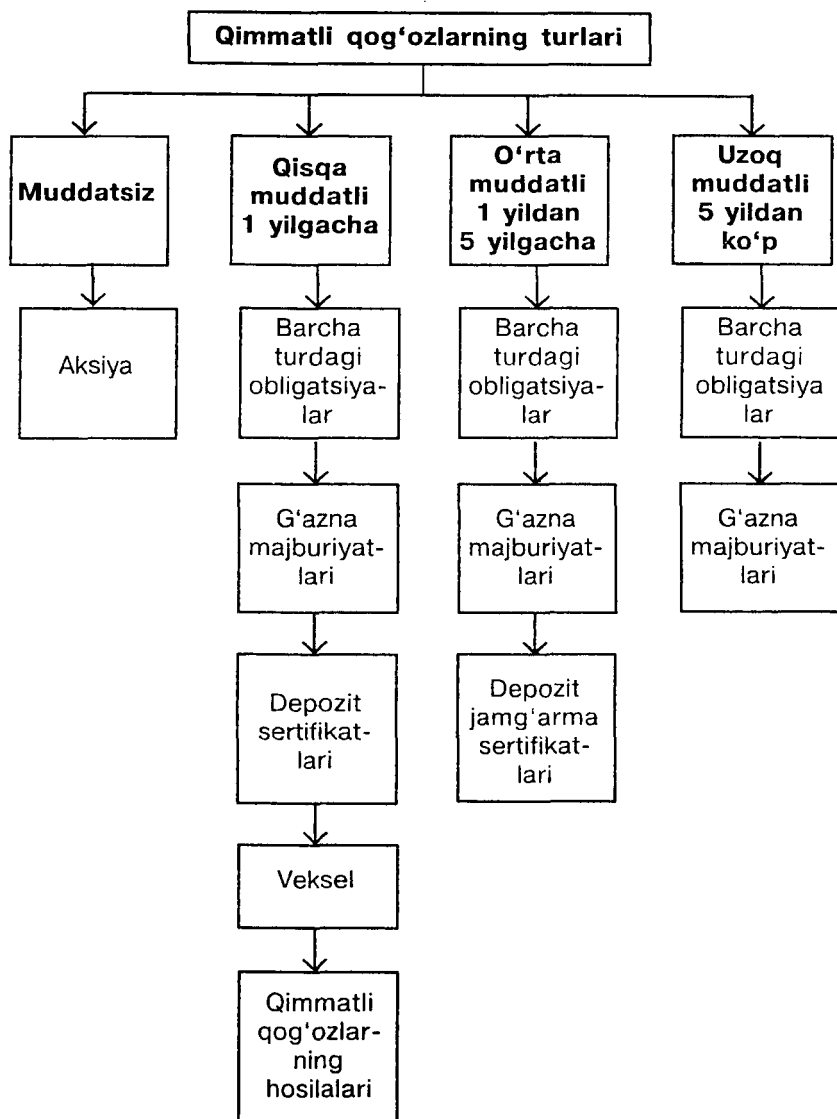 Qimmatli qog‘ozlarning turlari
Muddatsiz
Qisqa
muddatli
1 yilgacha
O‘rta
muddatli
1 yildan
5 yilgacha
Uzoq
muddatli
5 yildan
ko‘p
Aksiya
Barcha
turdagi
obligatsiya-
lar
Barcha
turdagi
obligatsiya-
lar
Barcha
turdagi
obligatsiya
lar
G‘azna
majburiyat-
lari
G‘azna
majburiyat-
lari
G‘azna
majburiyat-
lari
Depozit
sertifikat-
lari
Depozit
jamg‘arma
sertifikat-
lari
Veksel
Qimmatli
qog‘ozlar-
ning
hosilalari